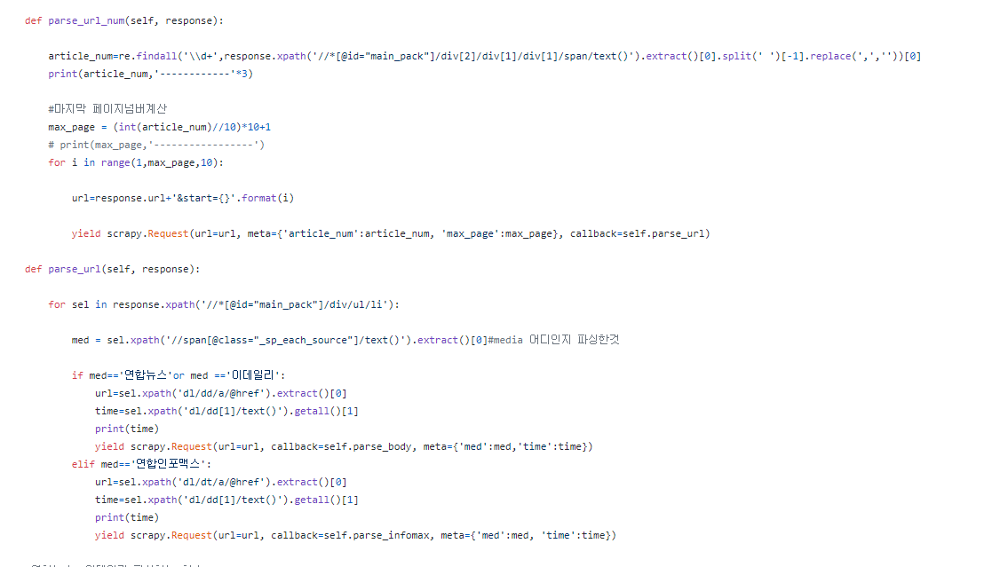 def parse_url_num(self, response):
article_num=re.findall('\\d+',response.xpath('//*[@id="main_pack"]/div[2]/div[1]/div[1]/span/text()').extract()[0].split(' ')[-1].replace(',',''))[0]
print(article_num,'------------'*3)
#마지막 페이지넘버계산
max_page = (int(article_num)//10)*10+1
# print(max_page,'-----------------')
for i in range(1,max_page,10):
url=response.url+'&start={}'.format(i)
yield scrapy.Request(url=url, meta={'article_num':article_num, 'max_page':max_page}, callback=self.parse_url)
def parse_url(self, response):
for sel in response.xpath('//*[@id="main_pack"]/div/ul/li'):
med = sel.xpath('//span[@class="_sp_each_source"]/text()').extract()[0]#media 어디인지 파싱한것
if med=='연합뉴스'or med =='이데일리':
url=sel.xpath('dl/dd/a/@href').extract()[0]
time=sel.xpath('dl/dd[1]/text()').getall()[1]
print(time)
yield scrapy.Request(url=url, callback=self.parse_body, meta={'med':med,'time':time})
elif med=='연합인포맥스':
url=sel.xpath('dl/dt/a/@href').extract()[0]
time=sel.xpath('dl/dd[1]/text()').getall()[1]
print(time)
yield scrapy.Request(url=url, callback=self.parse_infomax, meta={'med':med, 'time':time})